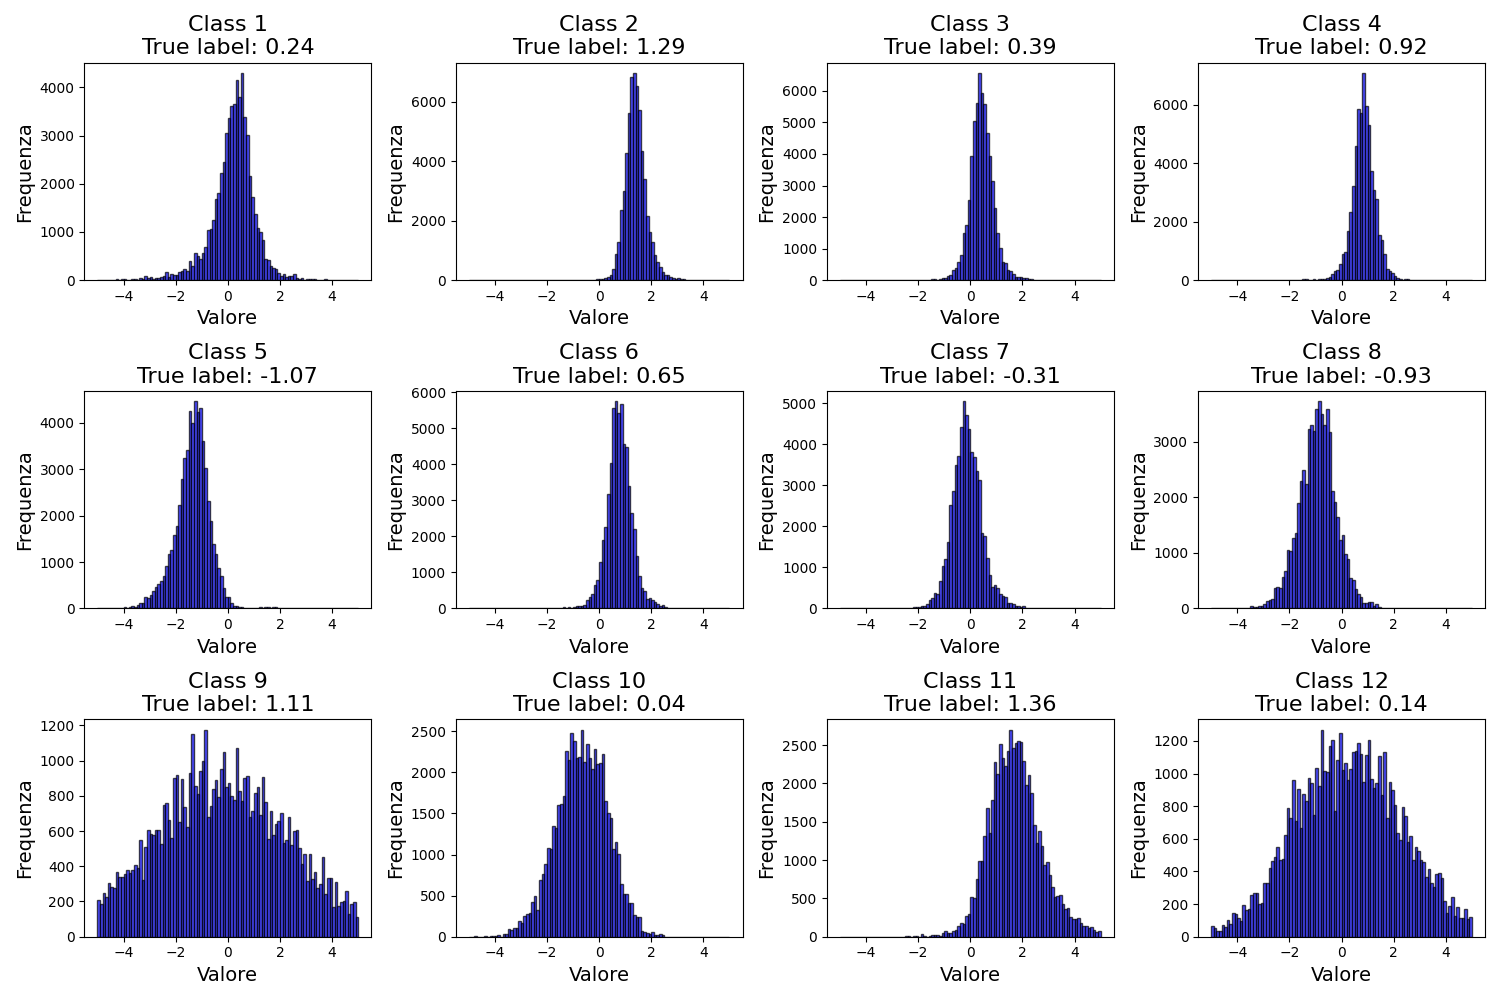 Class 1
True label: 0.24
Class 2
True label: 1.29
Class 3
True label: 0.39
Class 4
True label: 0.92
Frequenza
4000
3000
2000
1000
0
−4 −2 0 2 4
Valore
Frequenza
6000
4000
2000
0
−4 −2 0 2 4
Valore
Frequenza
6000
5000
4000
3000
2000
1000
0
−4 −2 0 2 4
Valore
Frequenza
6000
4000
2000
0
−4 −2 0 2 4
Valore
Class 5
True label: -1.07
Class 6
True label: 0.65
Class 7
True label: -0.31
Class 8
True label: -0.93
Frequenza
4000
3000
2000
1000
0
−4 −2 0 2 4
Valore
Frequenza
6000
5000
4000
3000
2000
1000
0
−4 −2 0 2 4
Valore
Frequenza
5000
4000
3000
2000
1000
0
−4 −2 0 2 4
Valore
Frequenza
3000
2000
1000
0
−4 −2 0 2 4
Valore
Class 9
True label: 1.11
Class 10
True label: 0.04
Class 11
True label: 1.36
Class 12
True label: 0.14
Frequenza
1200
1000
800
600
400
200
0
−4 −2 0 2 4
Valore
Frequenza
2500
2000
1500
1000
500
0
−4 −2 0 2 4
Valore
Frequenza
2500
2000
1500
1000
500
0
−4 −2 0 2 4
Valore
Frequenza
1200
1000
800
600
400
200
0
−4 −2 0 2 4
Valore